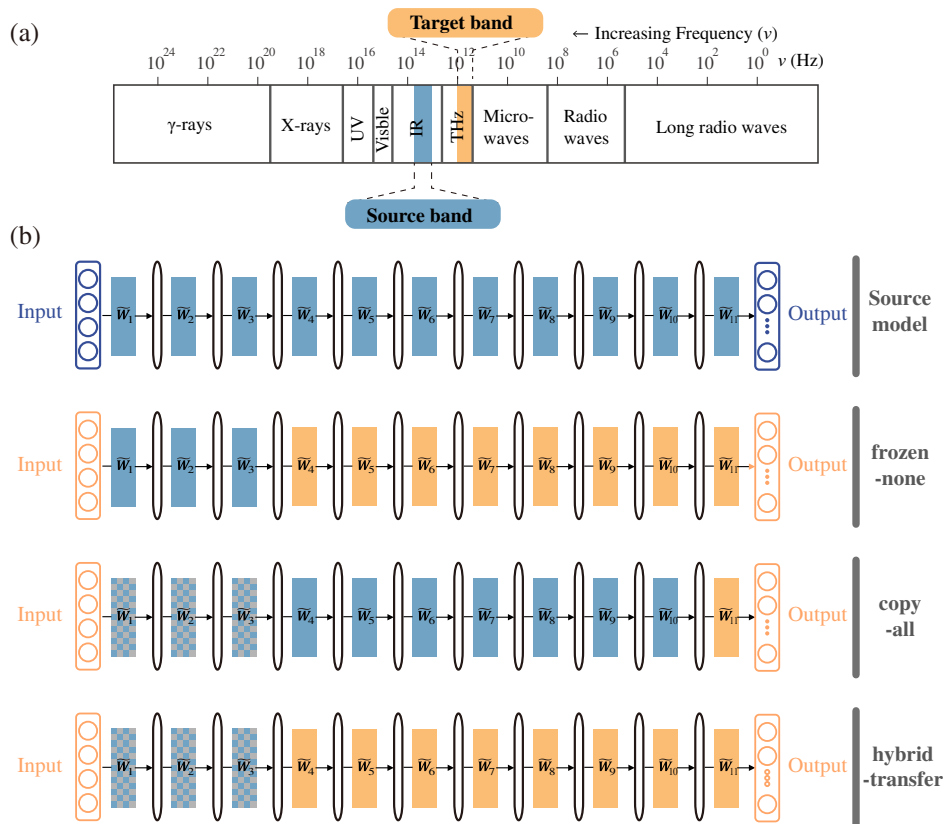 (a)
Target band
← Increasing Frequency (ν)
10^24 10^22 10^20 10^18 10^16 10^14 10^12 10^10 10^8 10^6 10^4 10^2 10^0 ν (Hz)
γ-rays X-rays UV Visble IR THz Micro-waves Radio waves Long radio waves
Source band
(b)
Input W̃₁ W̃₂ W̃₃ W̃₄ W̃₅ W̃₆ W̃₇ W̃₈ W̃₉ W̃₁₀ W̃₁₁ Output Source
model
Input W̃₁ W̃₂ W̃₃ W̃₄ W̃₅ W̃₆ W̃₇ W̃₈ W̃₉ W̃₁₀ W̃₁₁ Output frozen
-none
Input W̃₁ W̃₂ W̃₃ W̃₄ W̃₅ W̃₆ W̃₇ W̃₈ W̃₉ W̃₁₀ W̃₁₁ Output copy
-all
Input W̃₁ W̃₂ W̃₃ W̃₄ W̃₅ W̃₆ W̃₇ W̃₈ W̃₉ W̃₁₀ W̃₁₁ Output hybrid
-transfer